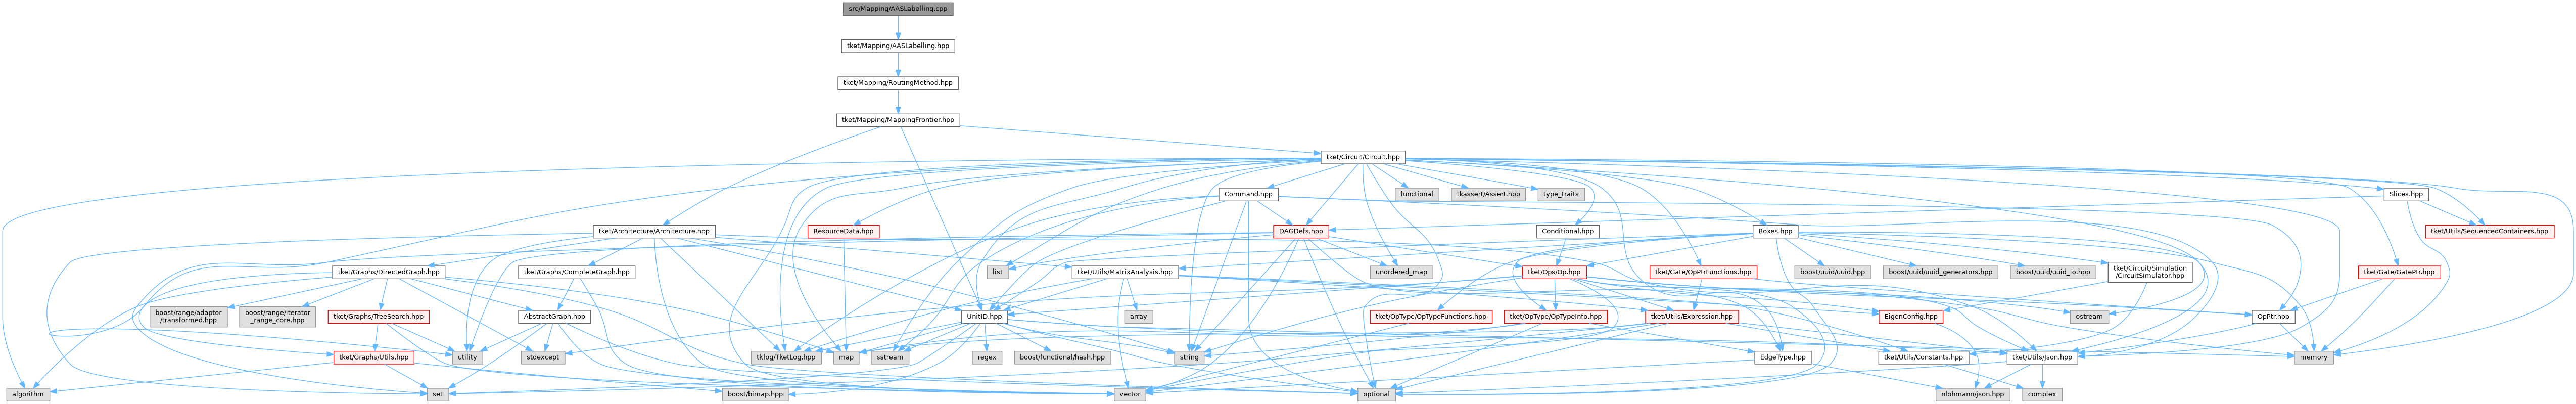 src/Mapping/AASLabelling.cpp
tket/Mapping/AASLabelling.hpp
tket/Mapping/RoutingMethod.hpp
tket/Mapping/MappingFrontier.hpp
tket/Circuit/Circuit.hpp
Command.hpp
functional
tkassert/Assert.hpp
type_traits
Slices.hpp
tket/Architecture/Architecture.hpp
ResourceData.hpp
DAGDefs.hpp
Conditional.hpp
Boxes.hpp
tket/Utils/SequencedContainers.hpp
tket/Graphs/DirectedGraph.hpp
tket/Graphs/CompleteGraph.hpp
list
tket/Utils/MatrixAnalysis.hpp
unordered_map
tket/Ops/Op.hpp
tket/Gate/OpPtrFunctions.hpp
boost/uuid/uuid.hpp
boost/uuid/uuid_generators.hpp
boost/uuid/uuid_io.hpp
tket/Circuit/Simulation
/CircuitSimulator.hpp
tket/Gate/GatePtr.hpp
boost/range/adaptor
/transformed.hpp
boost/range/iterator
_range_core.hpp
tket/Graphs/TreeSearch.hpp
AbstractGraph.hpp
UnitID.hpp
array
tket/OpType/OpTypeFunctions.hpp
tket/OpType/OpTypeInfo.hpp
tket/Utils/Expression.hpp
EigenConfig.hpp
ostream
OpPtr.hpp
tket/Graphs/Utils.hpp
utility
stdexcept
tklog/TketLog.hpp
map
sstream
regex
boost/functional/hash.hpp
string
EdgeType.hpp
tket/Utils/Constants.hpp
tket/Utils/Json.hpp
memory
algorithm
set
boost/bimap.hpp
vector
optional
nlohmann/json.hpp
complex